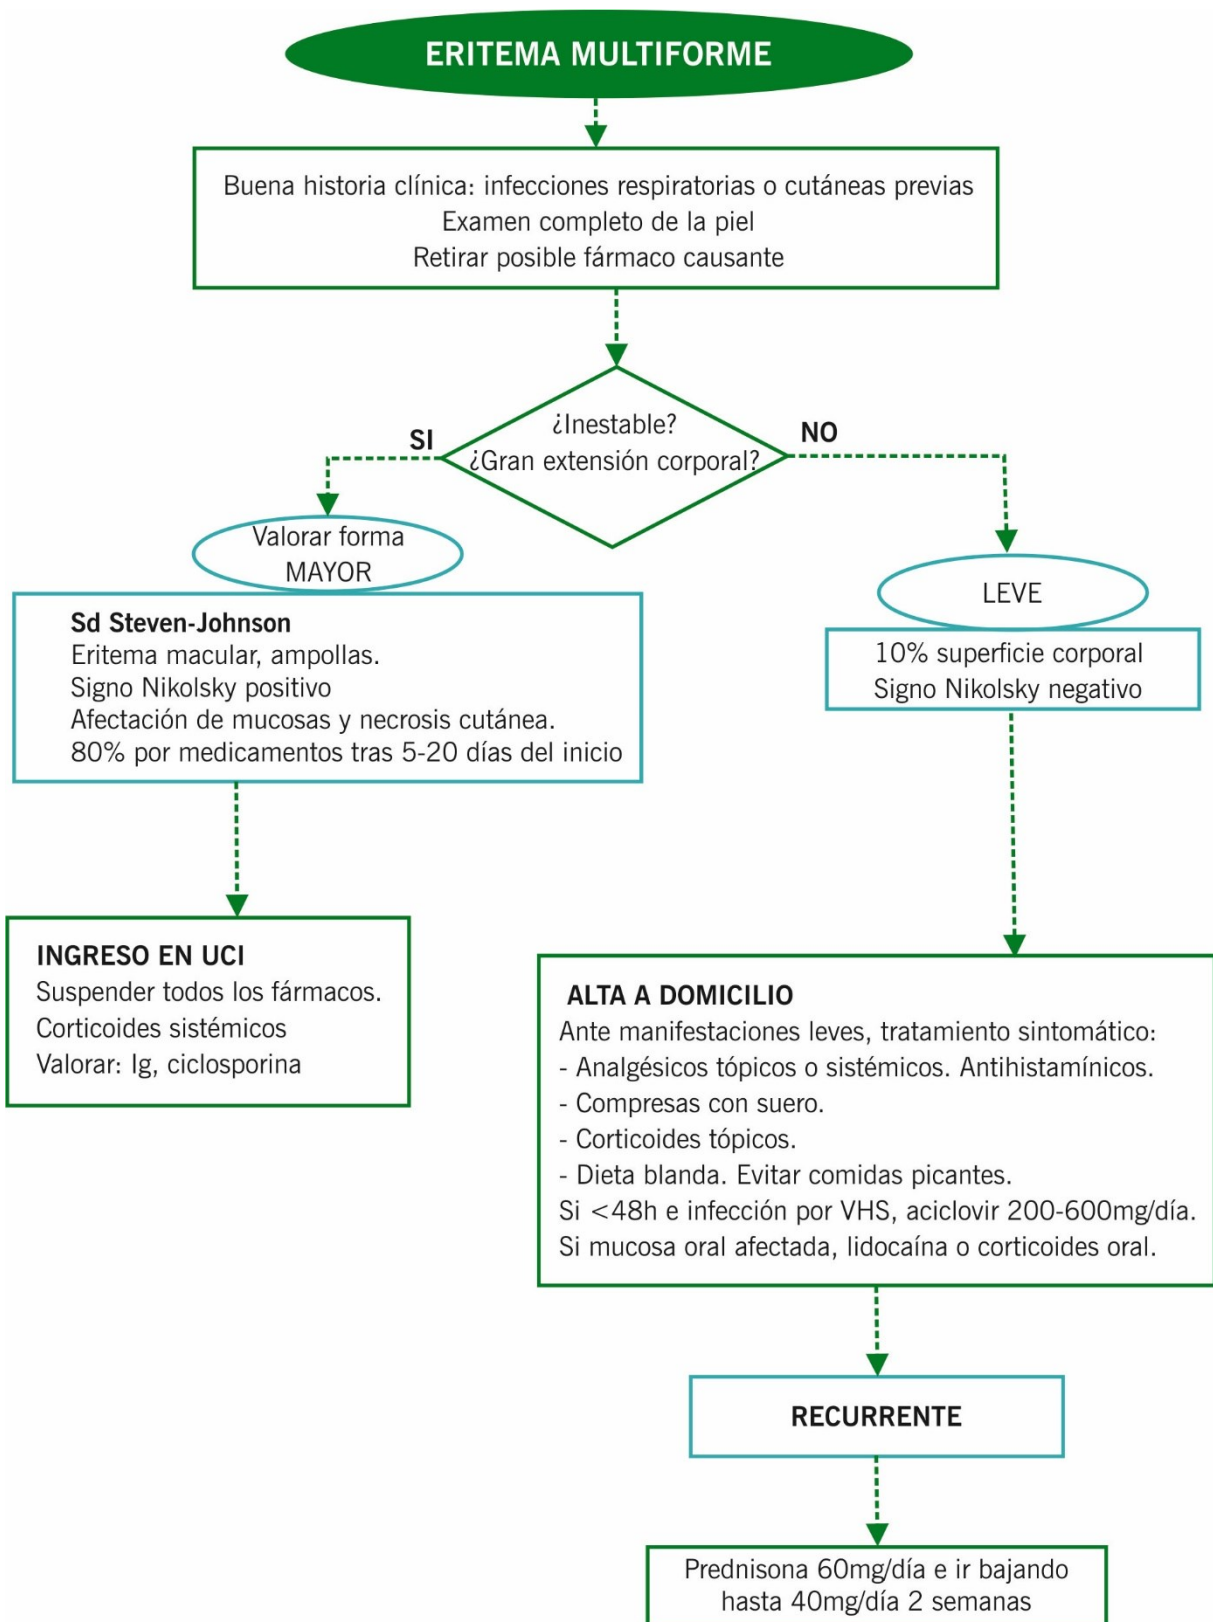 ERITEMA MULTIFORME
Buena historia clínica: infecciones respiratorias o cutáneas previas
Examen completo de la piel
Retirar posible fármaco causante
¿Inestable?
¿Gran extensión corporal?
SI
NO
Valorar forma
MAYOR
Sd Steven-Johnson
Eritema macular, ampollas.
Signo Nikolsky positivo
Afectación de mucosas y necrosis cutánea.
80% por medicamentos tras 5-20 días del inicio
LEVE
10% superficie corporal
Signo Nikolsky negativo
INGRESO EN UCI
Suspender todos los fármacos.
Corticoides sistémicos
Valorar: Ig, ciclosporina
ALTA A DOMICILIO
Ante manifestaciones leves, tratamiento sintomático:
- Analgésicos tópicos o sistémicos. Antihistamínicos.
- Compresas con suero.
- Corticoides tópicos.
- Dieta blanda. Evitar comidas picantes.
Si <48h e infección por VHS, aciclovir 200-600mg/día.
Si mucosa oral afectada, lidocaína o corticoides oral.
RECURRENTE
Prednisona 60mg/día e ir bajando
hasta 40mg/día 2 semanas